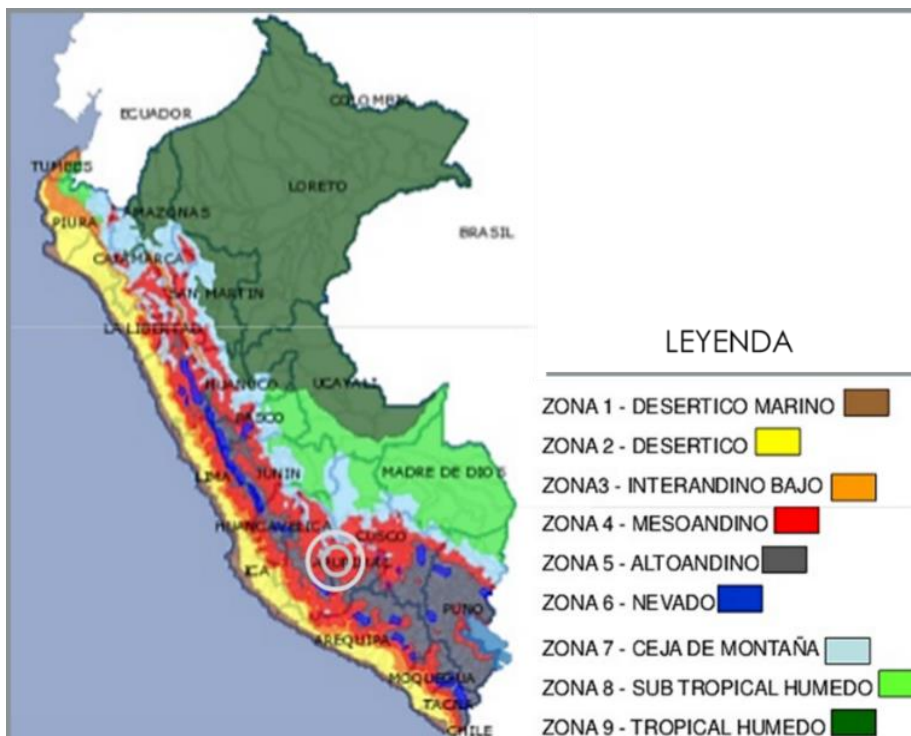 COLOMBIA
ECUADOR
TUMBES
LORETO
AMAZONAS
PIURA
BRASIL
CAJAMARCA
SAN MARTIN
LA LIBERTAD
LEYENDA
HUANUCO
UCAYALI
ZONA 1 - DESERTICO MARINO
PASCO
ZONA 2 - DESERTICO
LIMA
JUNIN
MADRE DE DIOS
ZONA3 - INTERANDINO BAJO
HUANCAVELICA
CUSCO
ZONA 4 - MESOANDINO
ICA
APURIMAC
ZONA 5 - ALTOANDINO
PUNO
ZONA 6 - NEVADO
AREQUIPA
ZONA 7 - CEJA DE MONTAÑA
MOQUEGUA
ZONA 8 - SUB TROPICAL HUMEDO
TACNA
ZONA 9 - TROPICAL HUMEDO
CHILE